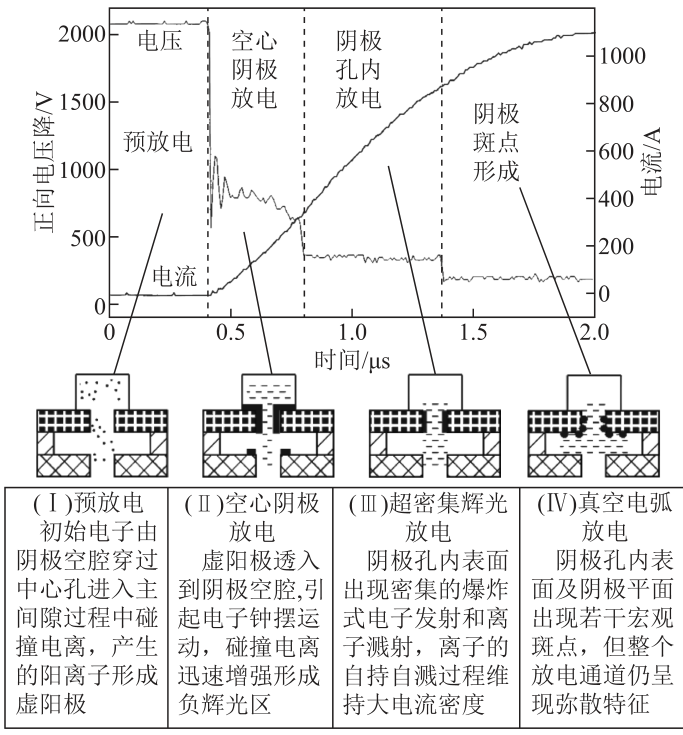 正向电压降/V
2000
1500
1000
500
0
电压
预放电
电流
空心
阴极
放电
阴极
孔内
放电
阴极
斑点
形成
1000
800
600
400
200
0
电流/A
0
0.5
1.0
1.5
2.0
时间/μs
(Ⅰ)预放电
初始电子由
阴极空腔穿过
中心孔进入主
间隙过程中碰
撞电离，产生
的阳离子形成
虚阳极
(Ⅱ)空心阴极
放电
虚阳极透入
到阴极空腔,引
起电子钟摆运
动，碰撞电离
迅速增强形成
负辉光区
(Ⅲ)超密集辉光
放电
阴极孔内表面
出现密集的爆炸
式电子发射和离
子溅射，离子的
自持自溅过程维
持大电流密度
(Ⅳ)真空电弧
放电
阴极孔内表
面及阴极平面
出现若干宏观
斑点，但整个
放电通道仍呈
现弥散特征